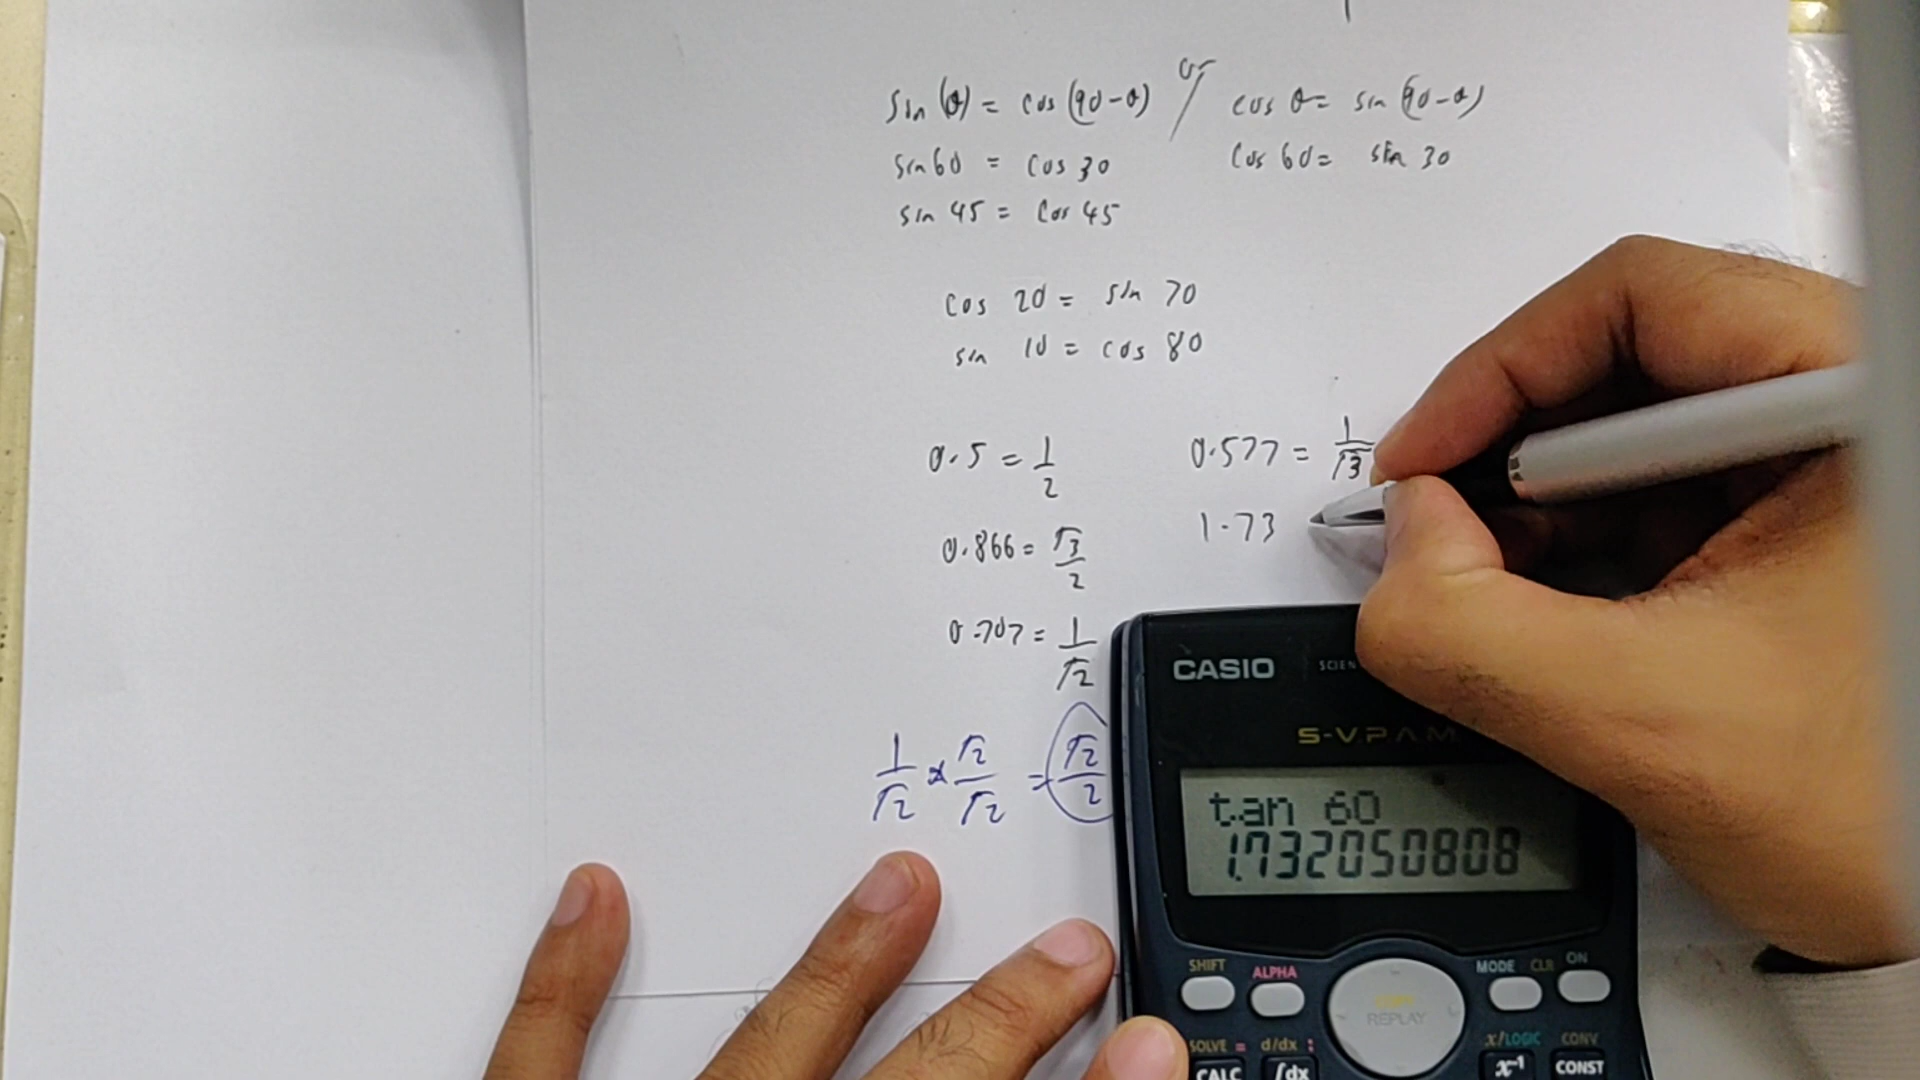 sin (θ) = cos (90-θ) or / cos θ = sin (90-θ)
sin 60 = cos 30
cos 60 = sin 30
sin 45 = cos 45
cos 20 = sin 70
sin 10 = cos 80
0.5 = 1/2
0.577 = 1/√3
0.866 = √3/2
1.73
0.707 = 1/√2
1/√2 × √2/√2 = √2/2
CASIO
S-V.P.A.M.
tan 60
1.732050808
SHIFT ALPHA MODE CLR ON
REPLAY
SOLVE = d/dx ; x!LOGIC CONV
CALC ∫dx x⁻¹ CONST